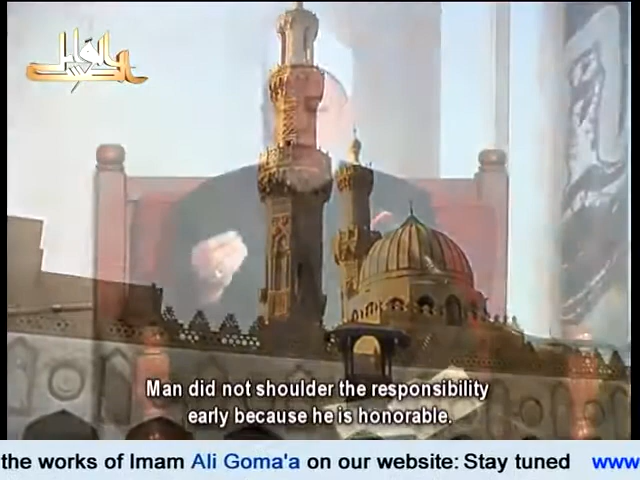 Man did not shoulder the responsibility
early because he is honorable.
the works of Imam Ali Goma'a on our website: Stay tuned www